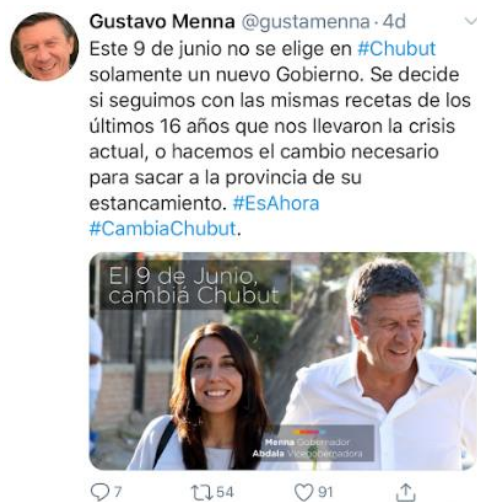 Gustavo Menna @gustamenna · 4d
Este 9 de junio no se elige en #Chubut
solamente un nuevo Gobierno. Se decide
si seguimos con las mismas recetas de los
últimos 16 años que nos llevaron la crisis
actual, o hacemos el cambio necesario
para sacar a la provincia de su
estancamiento. #EsAhora
#CambiaChubut.
El 9 de Junio,
cambiá Chubut
Menna Gobernador
Abdala Vicegobernadora
7 54 91